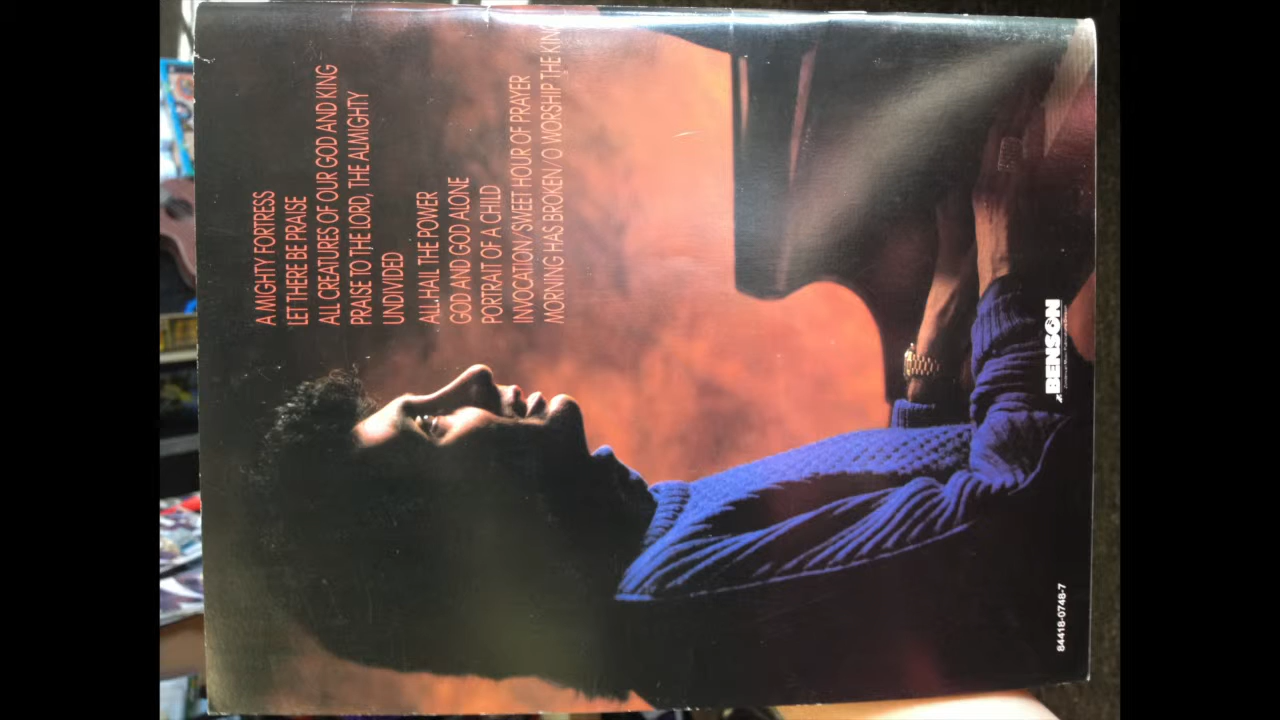 A MIGHTY FORTRESS
LET THERE BE PRAISE
ALL CREATURES OF OUR GOD AND KING
PRAISE TO THE LORD, THE ALMIGHTY
UNDIVIDED
ALL HAIL THE POWER
GOD AND GOD ALONE
PORTRAIT OF A CHILD
INVOCATION/SWEET HOUR OF PRAYER
MORNING HAS BROKEN/O WORSHIP THE KING
BENSON
84418-0748-7